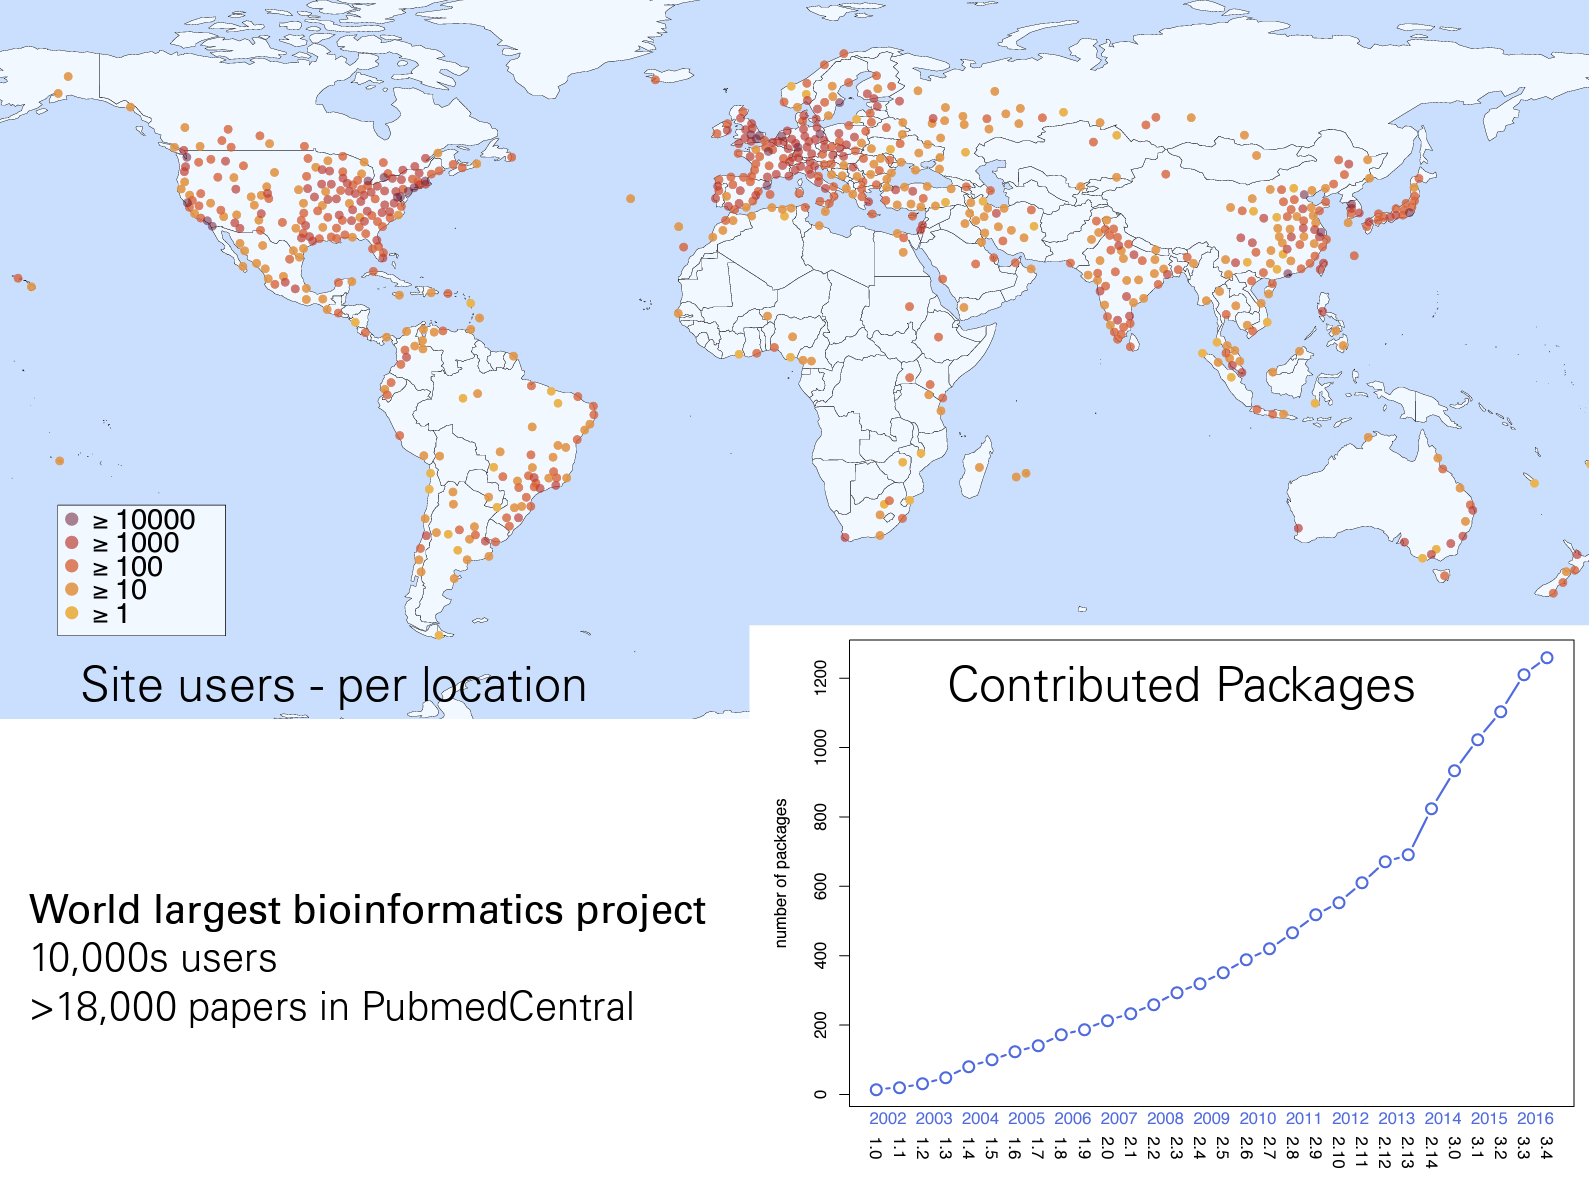 ≥ 10000
≥ 1000
≥ 100
≥ 10
≥ 1
Site users - per location
World largest bioinformatics project
10,000s users
>18,000 papers in PubmedCentral
Contributed Packages
number of packages
1200
1000
800
600
400
200
0
2002 2003 2004 2005 2006 2007 2008 2009 2010 2011 2012 2013 2014 2015 2016
1.0 1.1 1.2 1.3 1.4 1.5 1.6 1.7 1.8 1.9 2.0 2.1 2.2 2.3 2.4 2.5 2.6 2.7 2.8 2.9 2.10 2.11 2.12 2.13 2.14 3.0 3.1 3.2 3.3 3.4